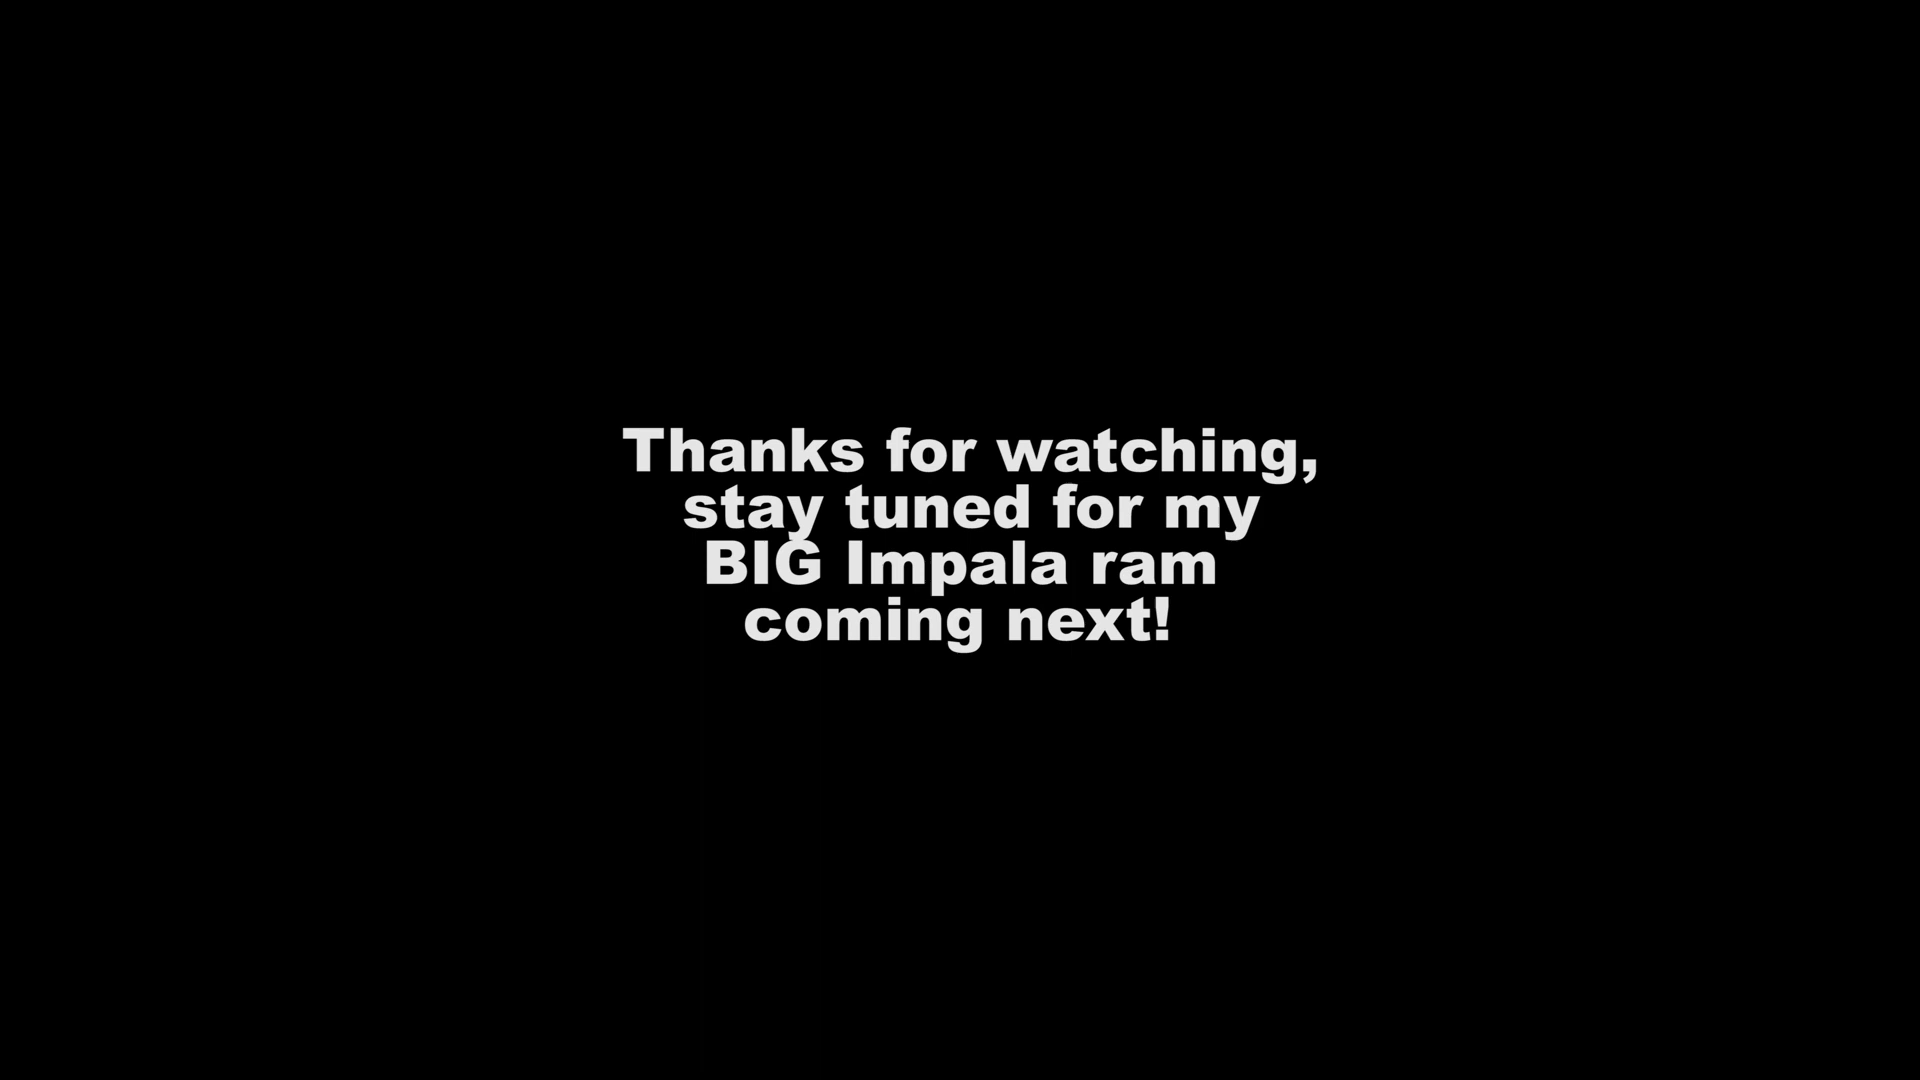 Thanks for watching,
stay tuned for my
BIG Impala ram
coming next!